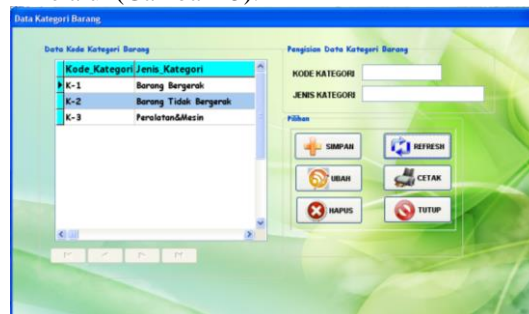 Data Kategori Barang
Data Kode Kategori Barang
Kode_Kategori Jenis_Kategori
K-1 Barang Bergerak
K-2 Barang Tidak Bergerak
K-3 Peralatan&Mesin
Pengisian Data Kategori Barang
KODE KATEGORI
JENIS KATEGORI
Pilihan
SIMPAN REFRESH
UBAH CETAK
HAPUS TUTUP